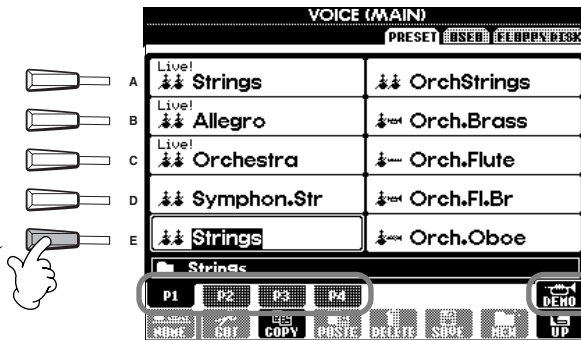 VOICE (MAIN)
PRESET USER FLOPPY DISK
A Live! Strings OrchStrings
B Live! Allegro Orch.Brass
C Live! Orchestra Orch.Flute
D Symphon.Str Orch.Fl.Br
E Strings Orch.Oboe
Strings
P1 P2 P3 P4 DEMO
NAME CUT COPY PASTE DELETE SAVE NEW UP